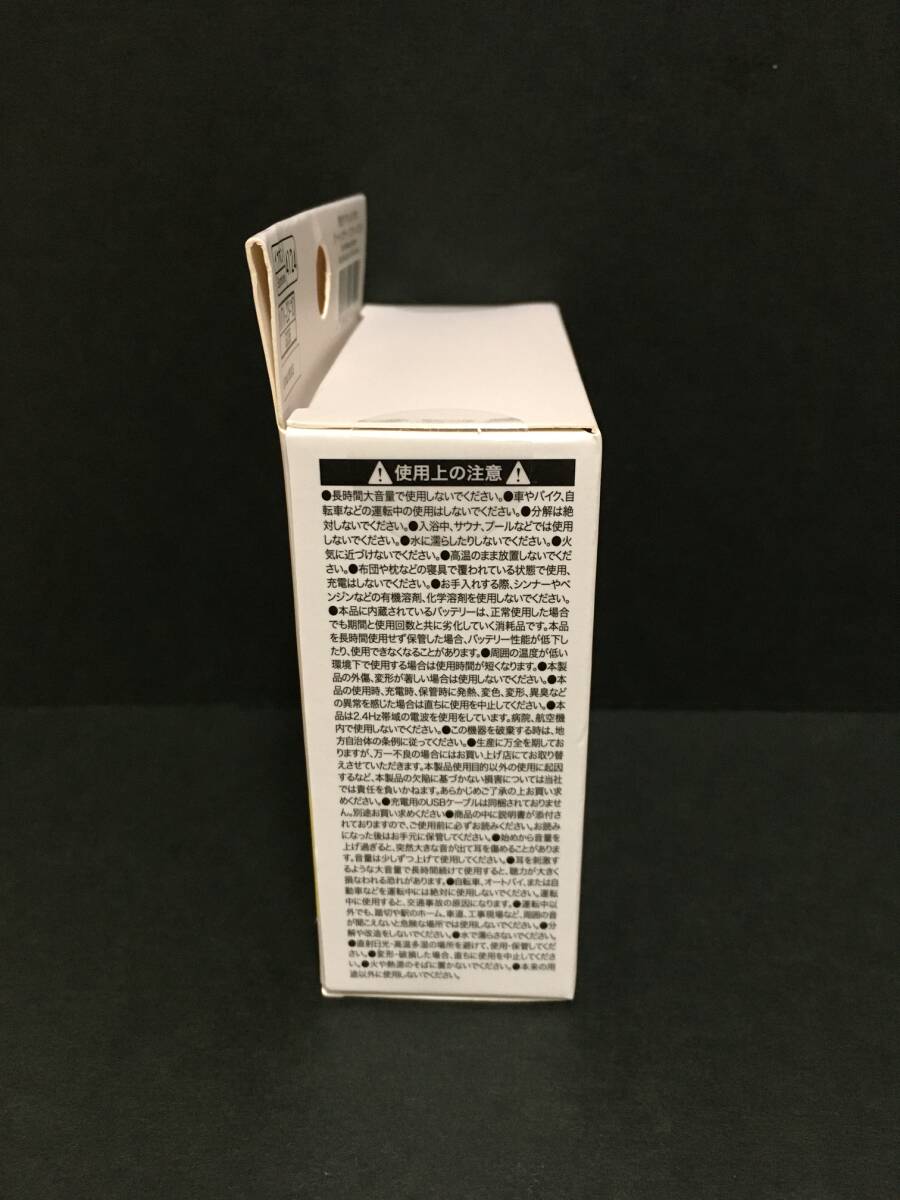 使用上の注意
●長時間大音量で使用しないでください。●車やバイク、自
転車などの運転中の使用はしないでください。●分解は絶
対しないでください。●入浴中、サウナ、プールなどでは使用
しないでください。●水に濡らしたりしないでください。●火
気に近づけないでください。●高温のまま放置しないでくだ
さい。●布団や枕などの寝具で覆われている状態で使用、
充電はしないでください。●お手入れする際、シンナーやベ
ンジンなどの有機溶剤、化学溶剤を使用しないでください。
●本品に内蔵されているバッテリーは、正常使用した場合
でも期間と使用回数と共に劣化していく消耗品です。本品
を長時間使用せず保管した場合、バッテリー性能が低下し
たり、使用できなくなることがあります。●周囲の温度が低い
環境下で使用する場合は使用時間が短くなります。●本製
品の外傷、変形が著しい場合は使用しないでください。●本
品の使用時、充電時、保管時に発熱、変色、変形、異臭など
の異常を感じた場合は直ちに使用を中止してください。●本
品は2.4Hz帯域の電波を使用をしています。病院、航空機
内で使用しないでください。●この機器を破棄する時は、地
方自治体の条例に従ってください。●生産に万全を期してお
りますが、万一不良の場合にはお買い上げ店にてお取り替
えさせていただきます。本製品使用目的以外の使用に起因
するなど、本製品の欠陥に基づかない損害については当社
では責任を負いかねます。あらかじめご了承の上お買い求
めください。●充電用のUSBケーブルは同梱されておりませ
ん。別途お買い求めください●商品の中に説明書が添付さ
れておりますので、ご使用前に必ずお読みください。お読み
になった後はお手元に保管してください。●始めから音量を
上げ過ぎると、突然大きな音が出て耳を傷めることがありま
す。音量は少しずつ上げて使用してください。●耳を刺激す
るような大音量で長時間続けて使用すると、聴力が大きく
損なわれる恐れがあります。●自転車、オートバイ、または自
動車などを運転中には絶対に使用しないでください。運転
中に使用すると、交通事故の原因になります。●運転中以
外でも、踏切や駅のホーム、車道、工事現場など、周囲の音
が聞こえないと危険な場所では使用しないでください。●分
解や改造をしないでください。●水で濡らさないでください。
●直射日光・高温多湿の場所を避けて、使用・保管してくだ
さい。●変形・破損した場合、直ちに使用を中止してくださ
い。●火や熱源のそばに置かないでください。●本来の用
途以外に使用しないでください。